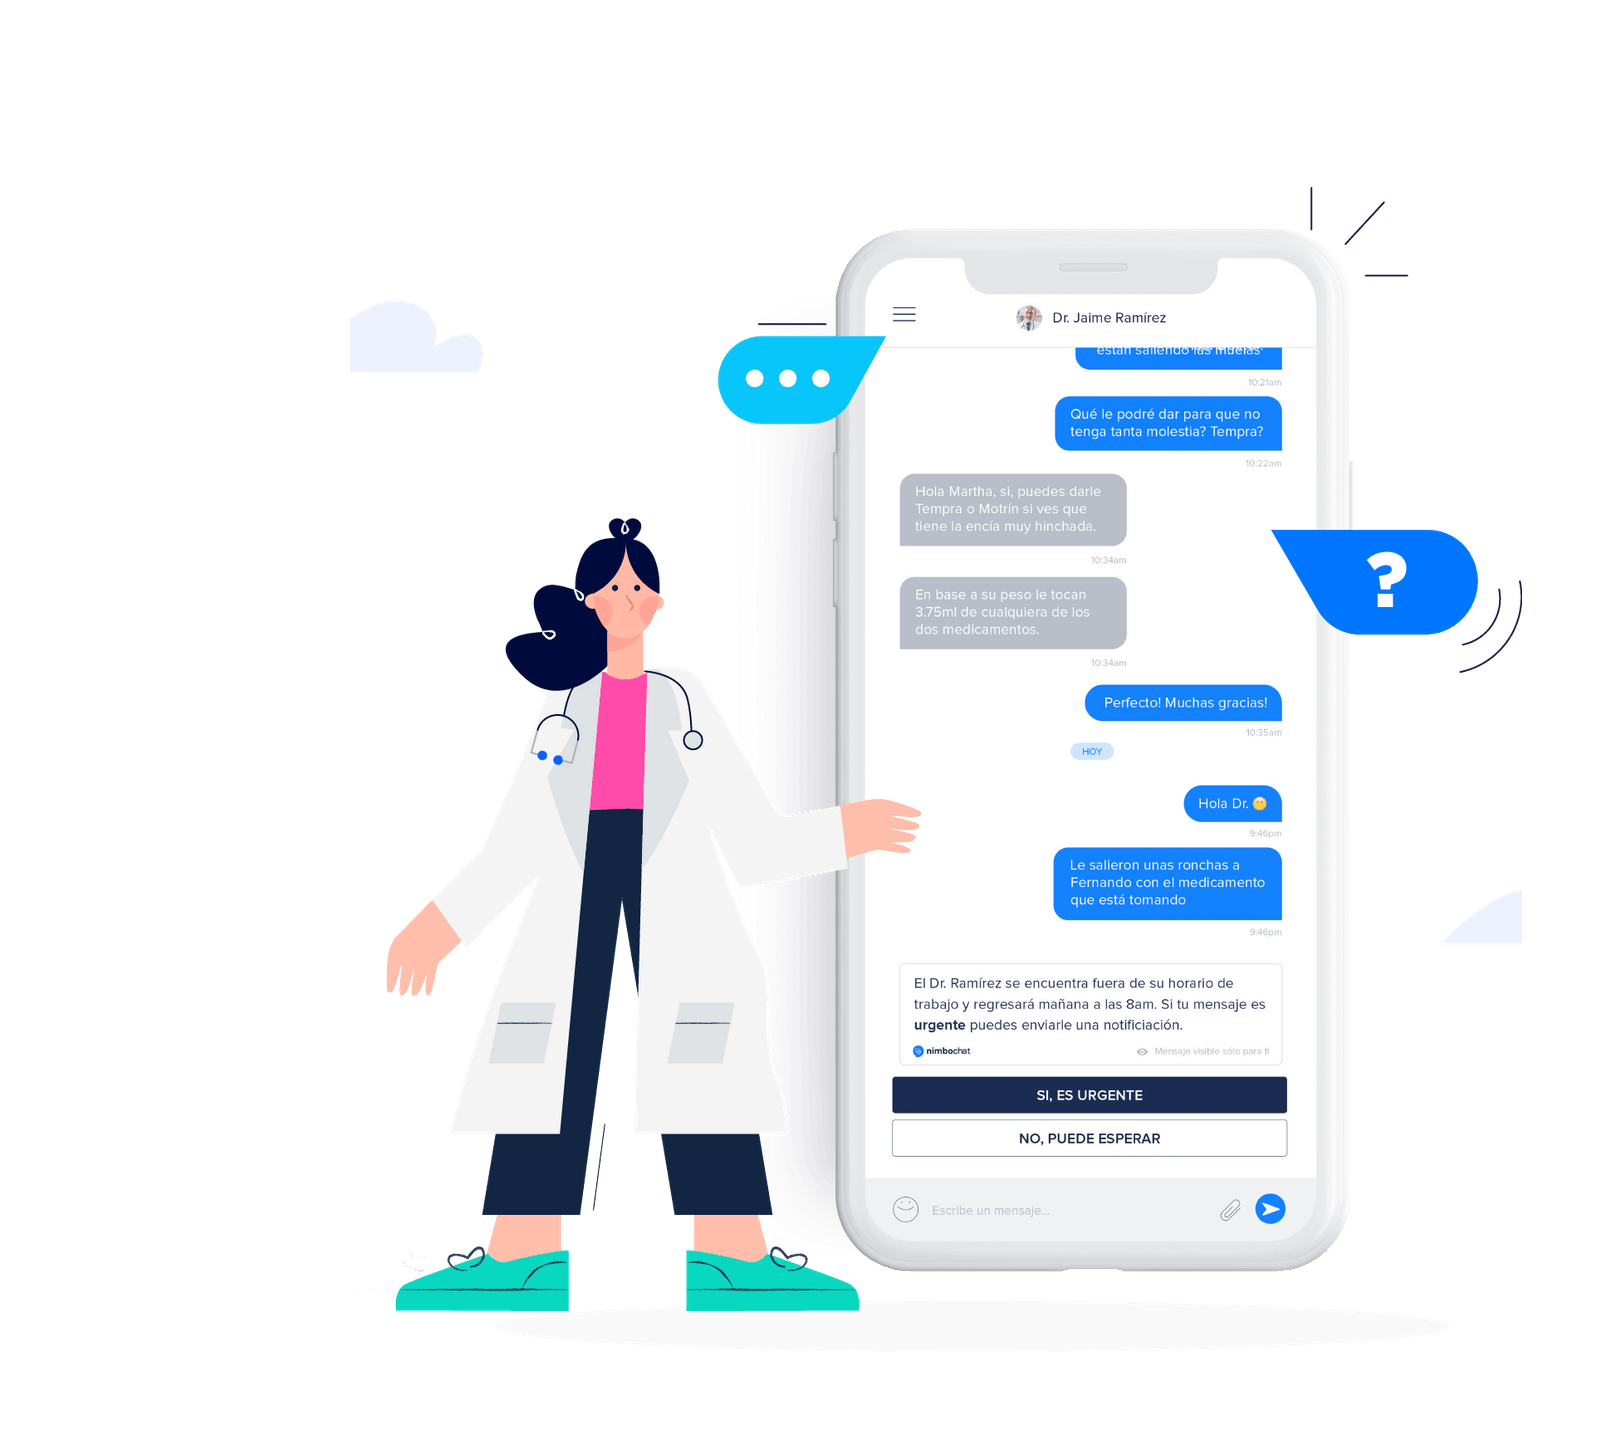 Dr. Jaime Ramírez
están saliendo las muelas
10:21am
Qué le podré dar para que no
tenga tanta molestia? Tempra?
10:22am
Hola Martha, si, puedes darle
Tempra o Motrín si ves que
tiene la encía muy hinchada.
10:34am
En base a su peso le tocan
3.75ml de cualquiera de los
dos medicamentos.
10:34am
Perfecto! Muchas gracias!
10:35am
HOY
Hola Dr.
9:46pm
Le salieron unas ronchas a
Fernando con el medicamento
que está tomando
9:46pm
El Dr. Ramírez se encuentra fuera de su horario de
trabajo y regresará mañana a las 8am. Si tu mensaje es
urgente puedes enviarle una notificiación.
nimbochat
Mensaje visible sólo para ti
SI, ES URGENTE
NO, PUEDE ESPERAR
Escribe un mensaje...
?